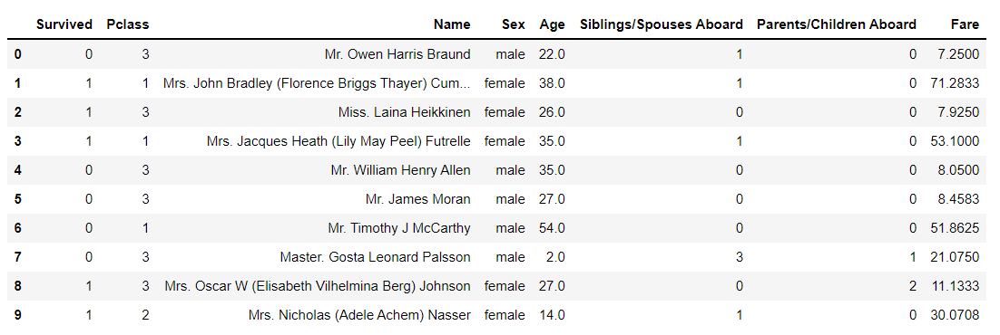 Survived Pclass Name Sex Age Siblings/Spouses Aboard Parents/Children Aboard Fare
0 0 3 Mr. Owen Harris Braund male 22.0 1 0 7.2500
1 1 1 Mrs. John Bradley (Florence Briggs Thayer) Cum... female 38.0 1 0 71.2833
2 1 3 Miss. Laina Heikkinen female 26.0 0 0 7.9250
3 1 1 Mrs. Jacques Heath (Lily May Peel) Futrelle female 35.0 1 0 53.1000
4 0 3 Mr. William Henry Allen male 35.0 0 0 8.0500
5 0 3 Mr. James Moran male 27.0 0 0 8.4583
6 0 1 Mr. Timothy J McCarthy male 54.0 0 0 51.8625
7 0 3 Master. Gosta Leonard Palsson male 2.0 3 1 21.0750
8 1 3 Mrs. Oscar W (Elisabeth Vilhelmina Berg) Johnson female 27.0 0 2 11.1333
9 1 2 Mrs. Nicholas (Adele Achem) Nasser female 14.0 1 0 30.0708